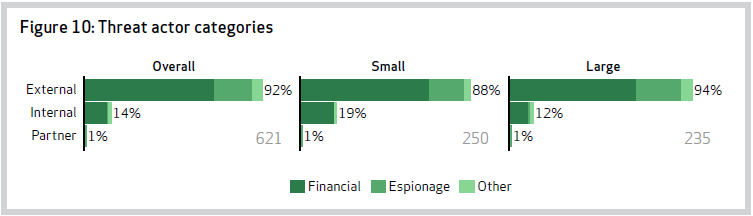 Figure 10: Threat actor categories
Overall Small Large
External 92% 88% 94%
Internal 14% 19% 12%
Partner 1% 621 1% 250 1% 235
Financial Espionage Other